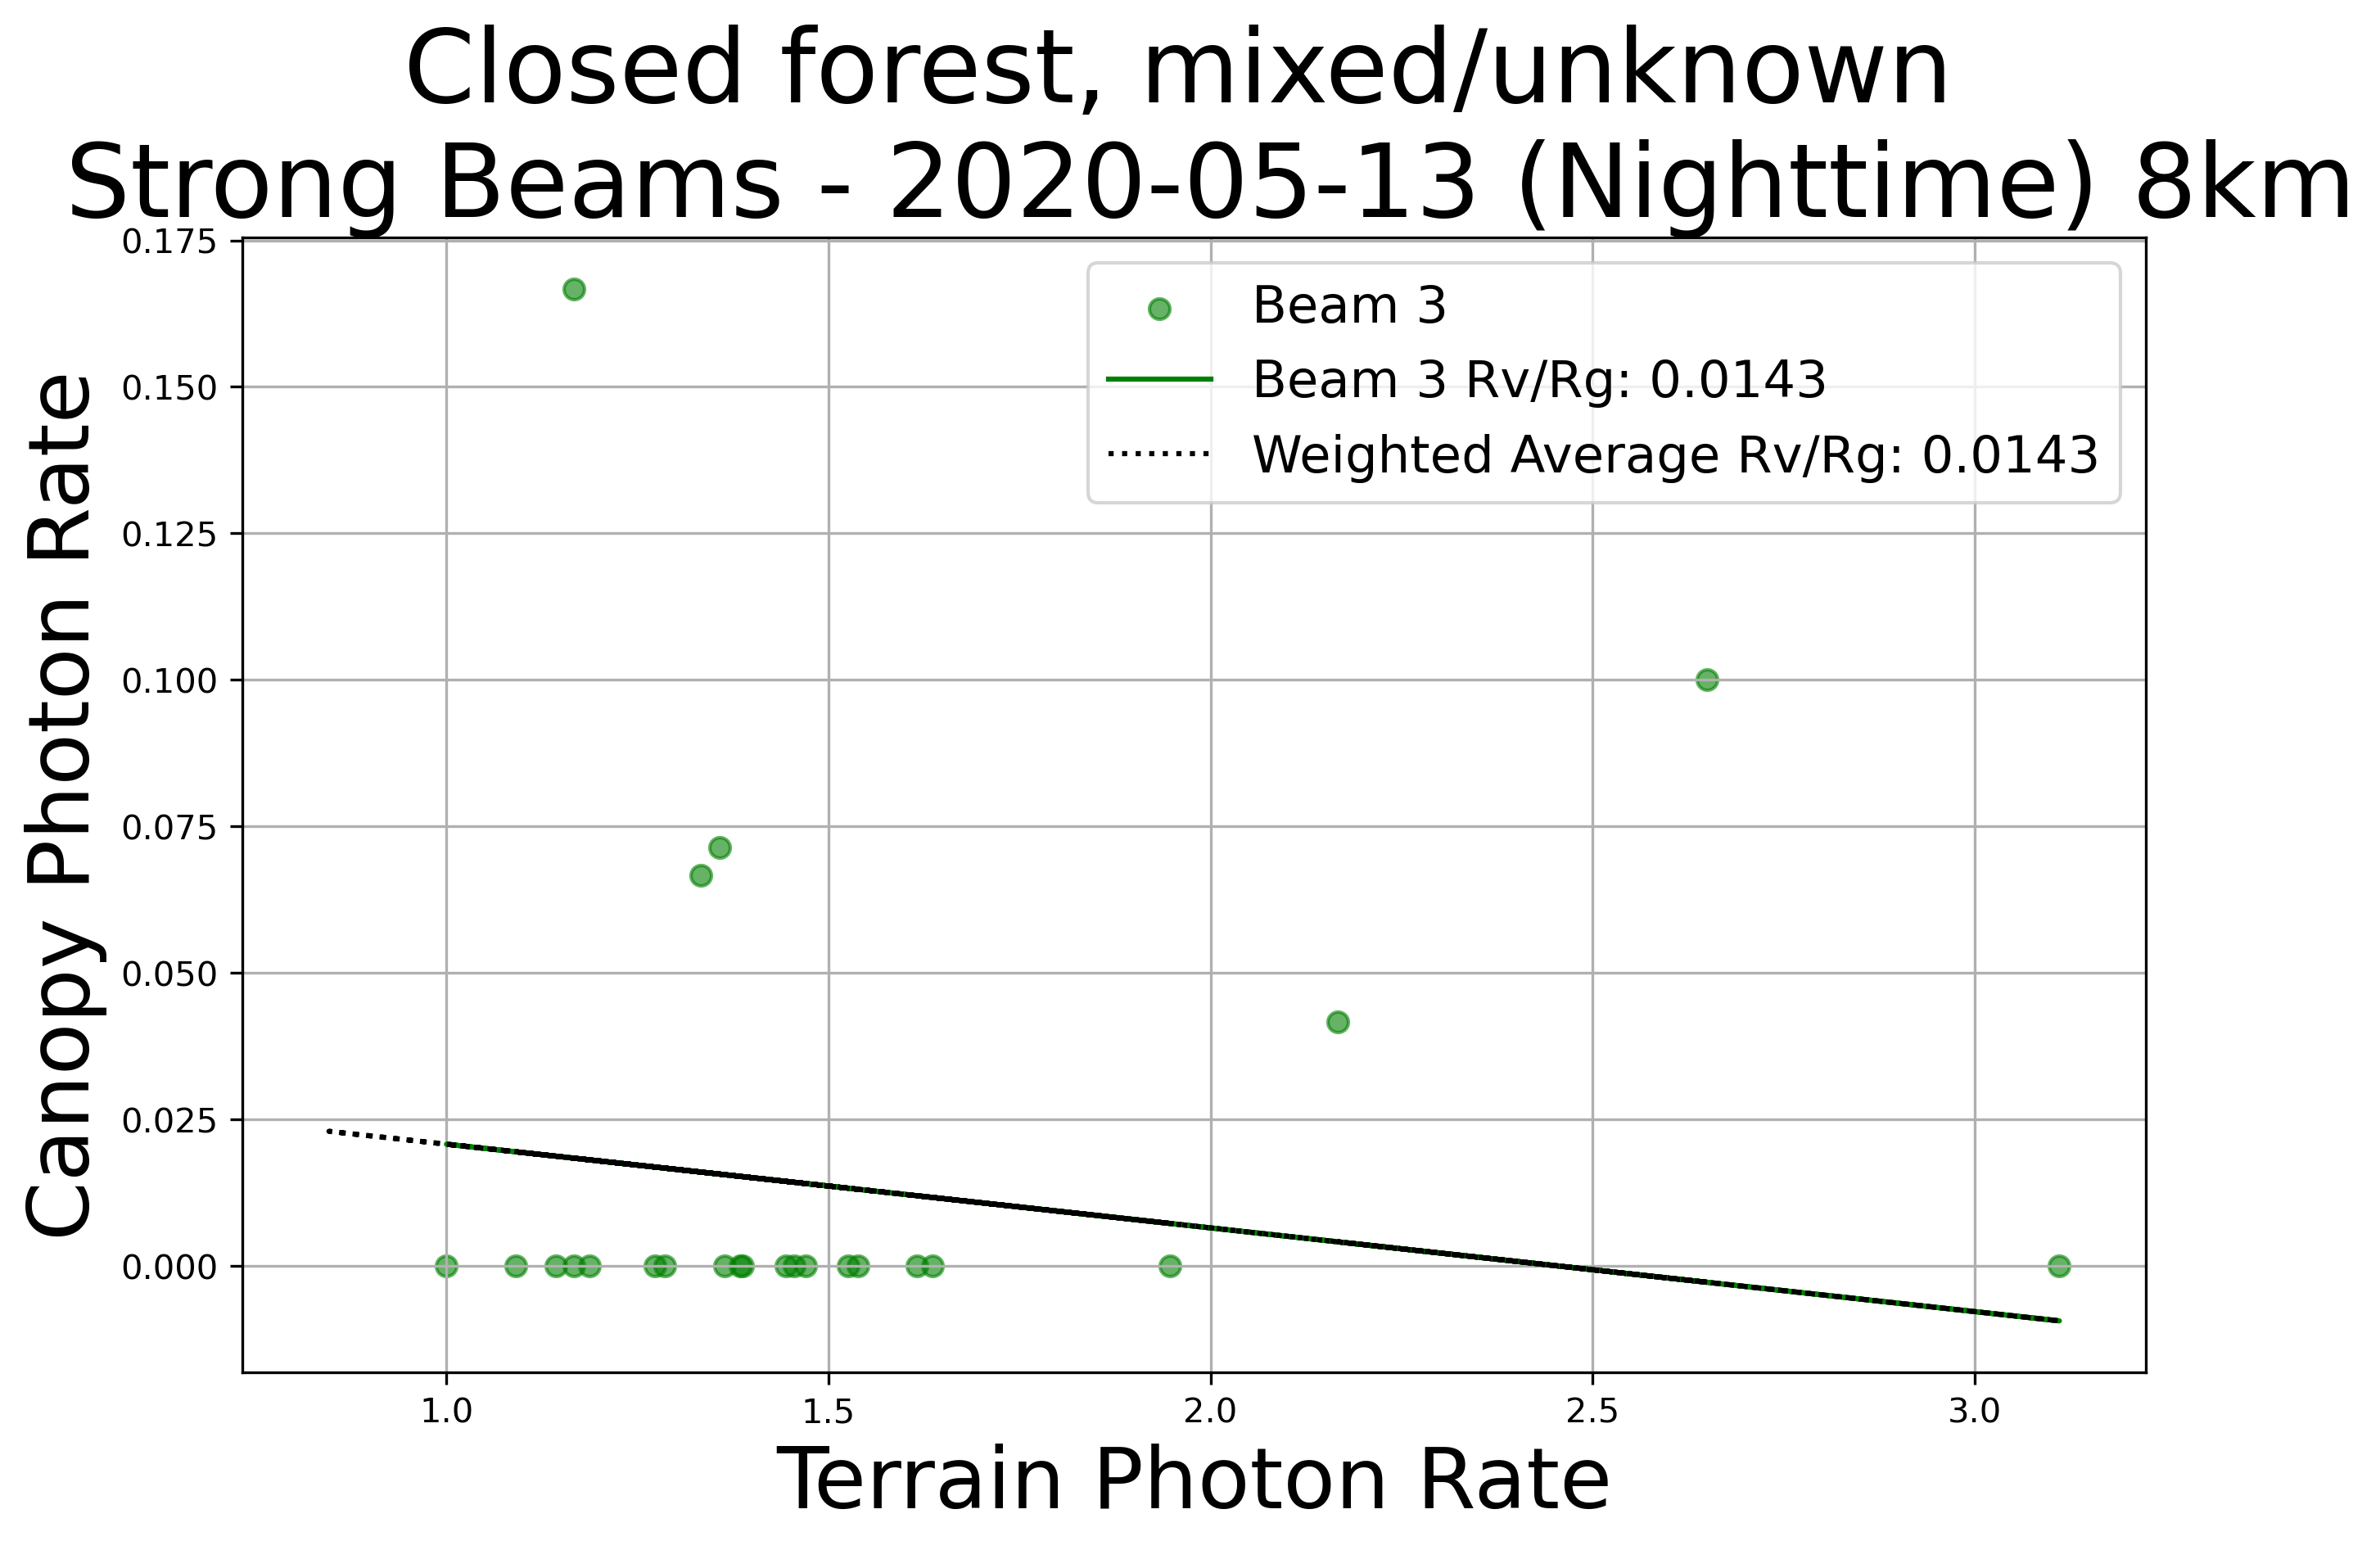 Closed forest, mixed/unknown
Strong Beams - 2020-05-13 (Nighttime) 8km
Beam 3
Beam 3 Rv/Rg: 0.0143
Weighted Average Rv/Rg: 0.0143
Canopy Photon Rate
0.175
0.150
0.125
0.100
0.075
0.050
0.025
0.000
1.0 1.5 2.0 2.5 3.0
Terrain Photon Rate